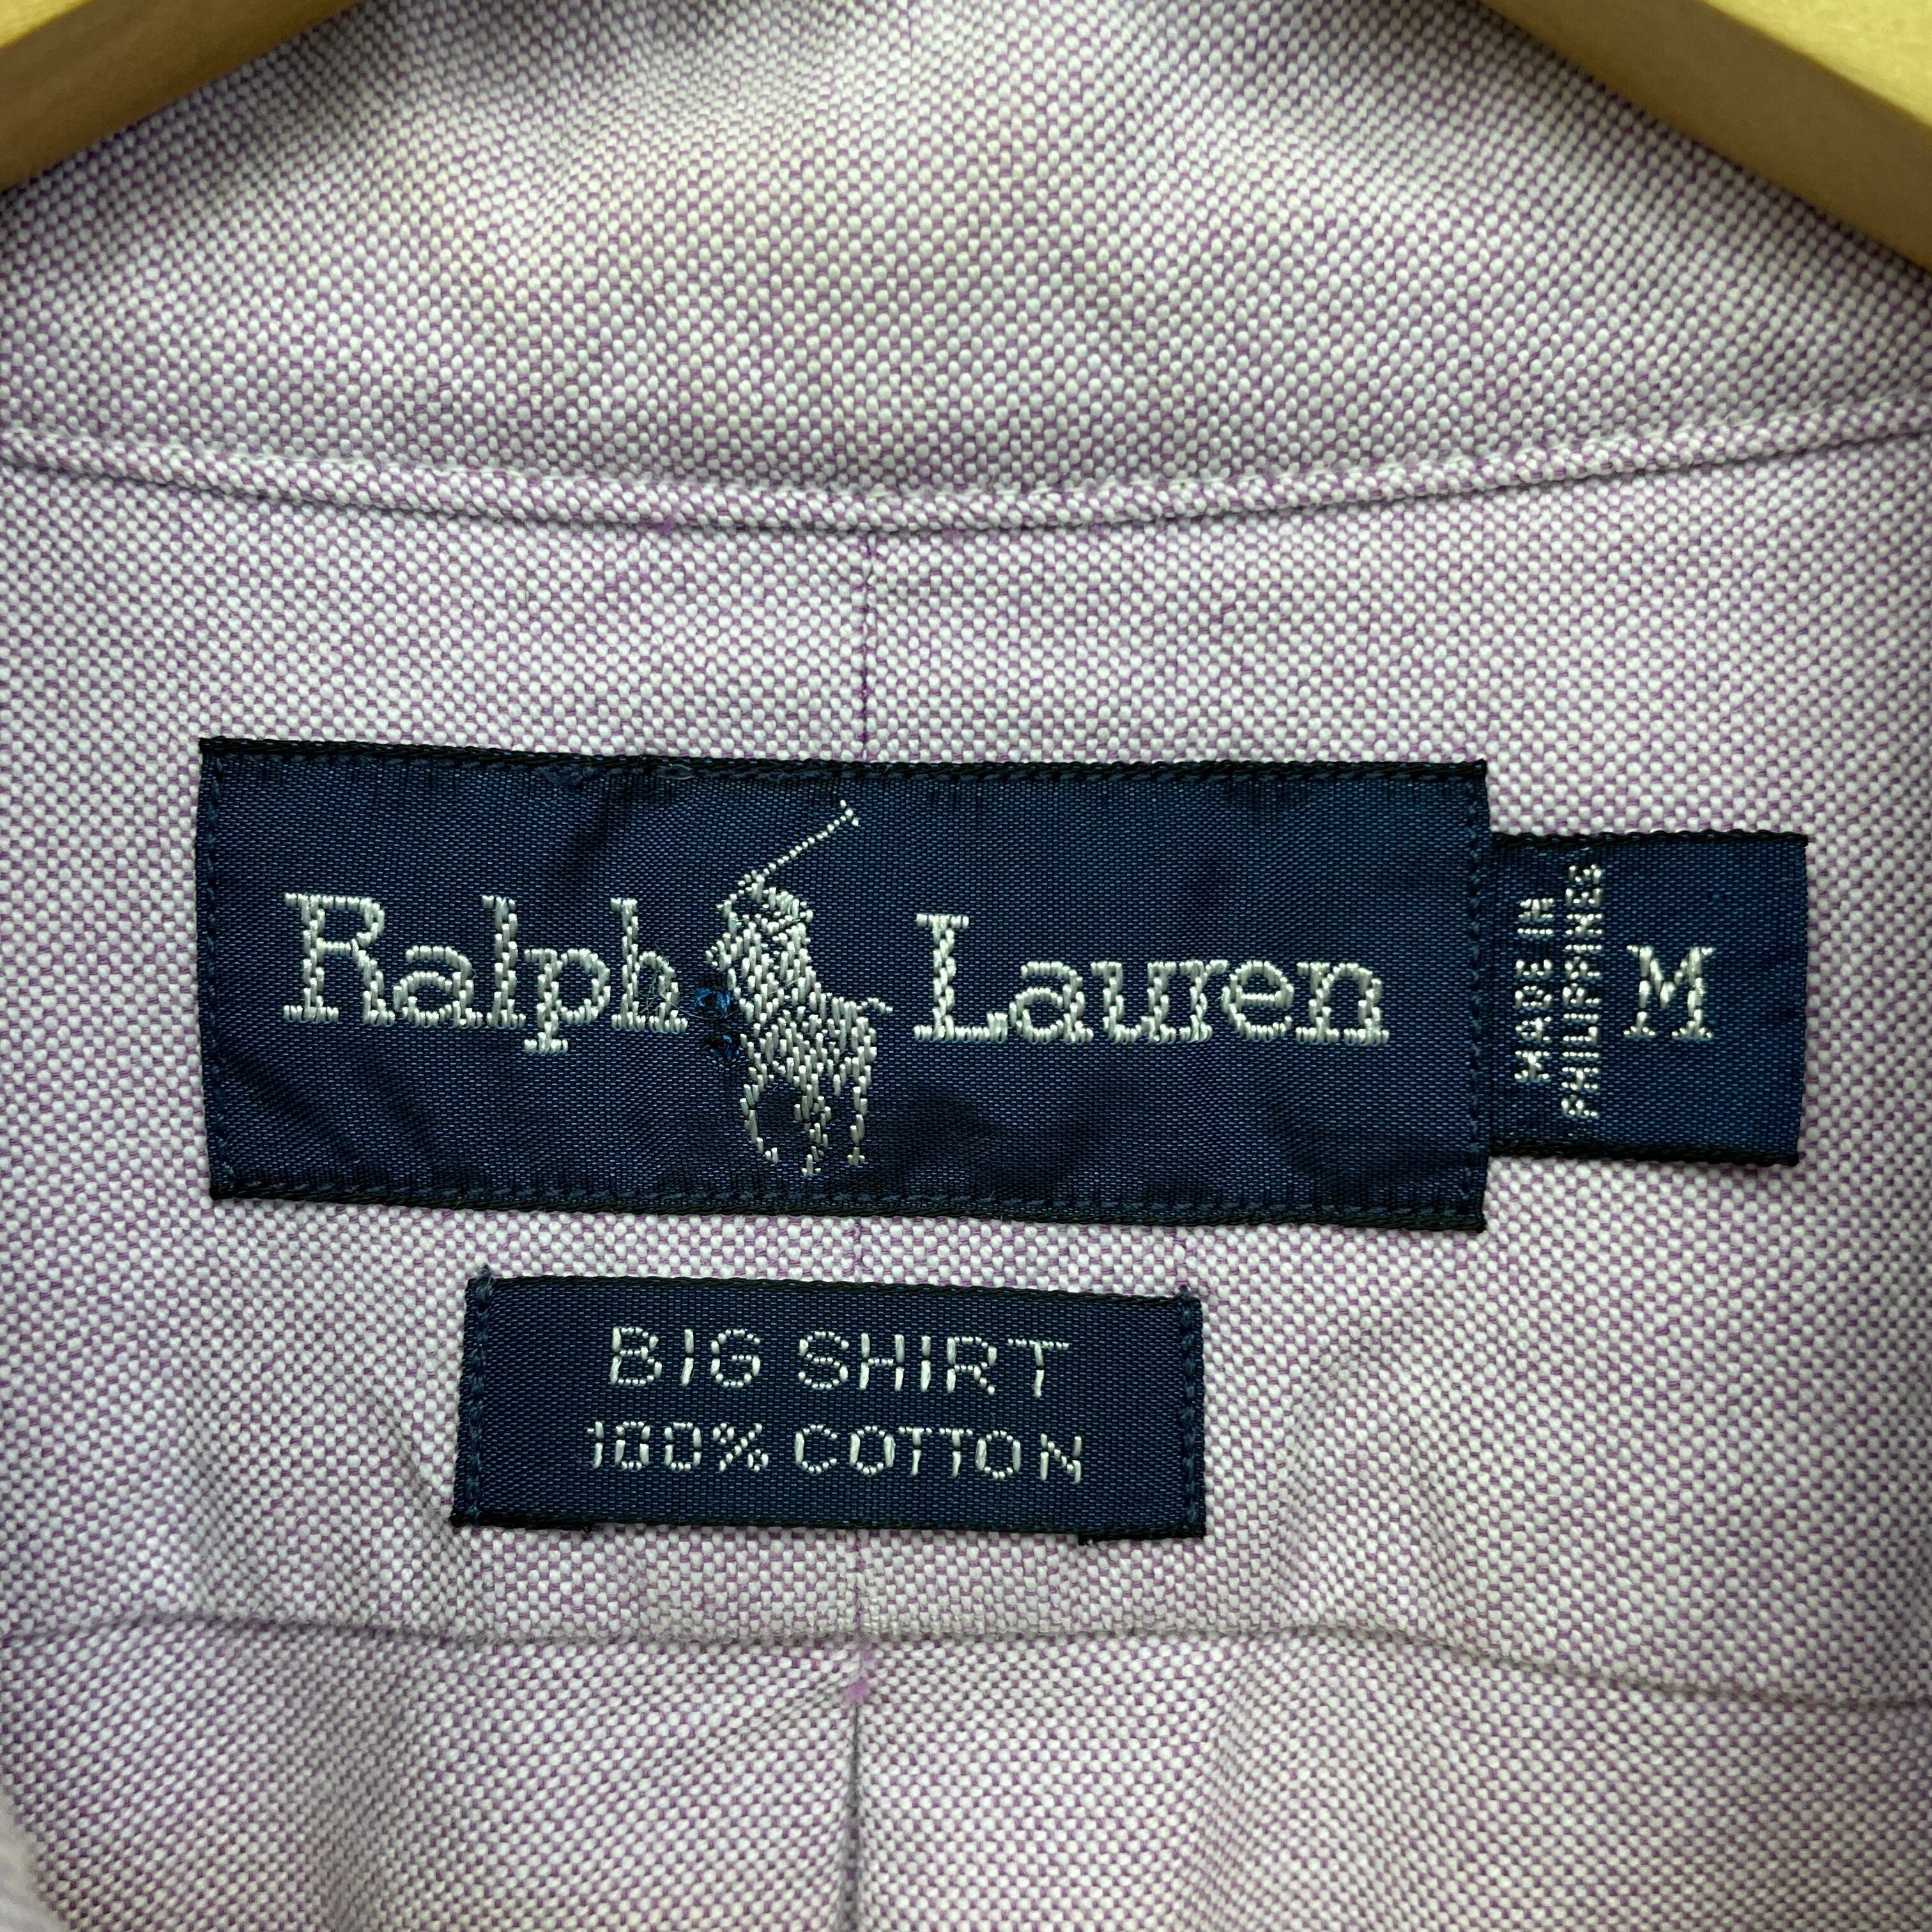 Ralph Lauren
MADE IN
PHILIPPINES
M
BIG SHIRT
100% COTTON